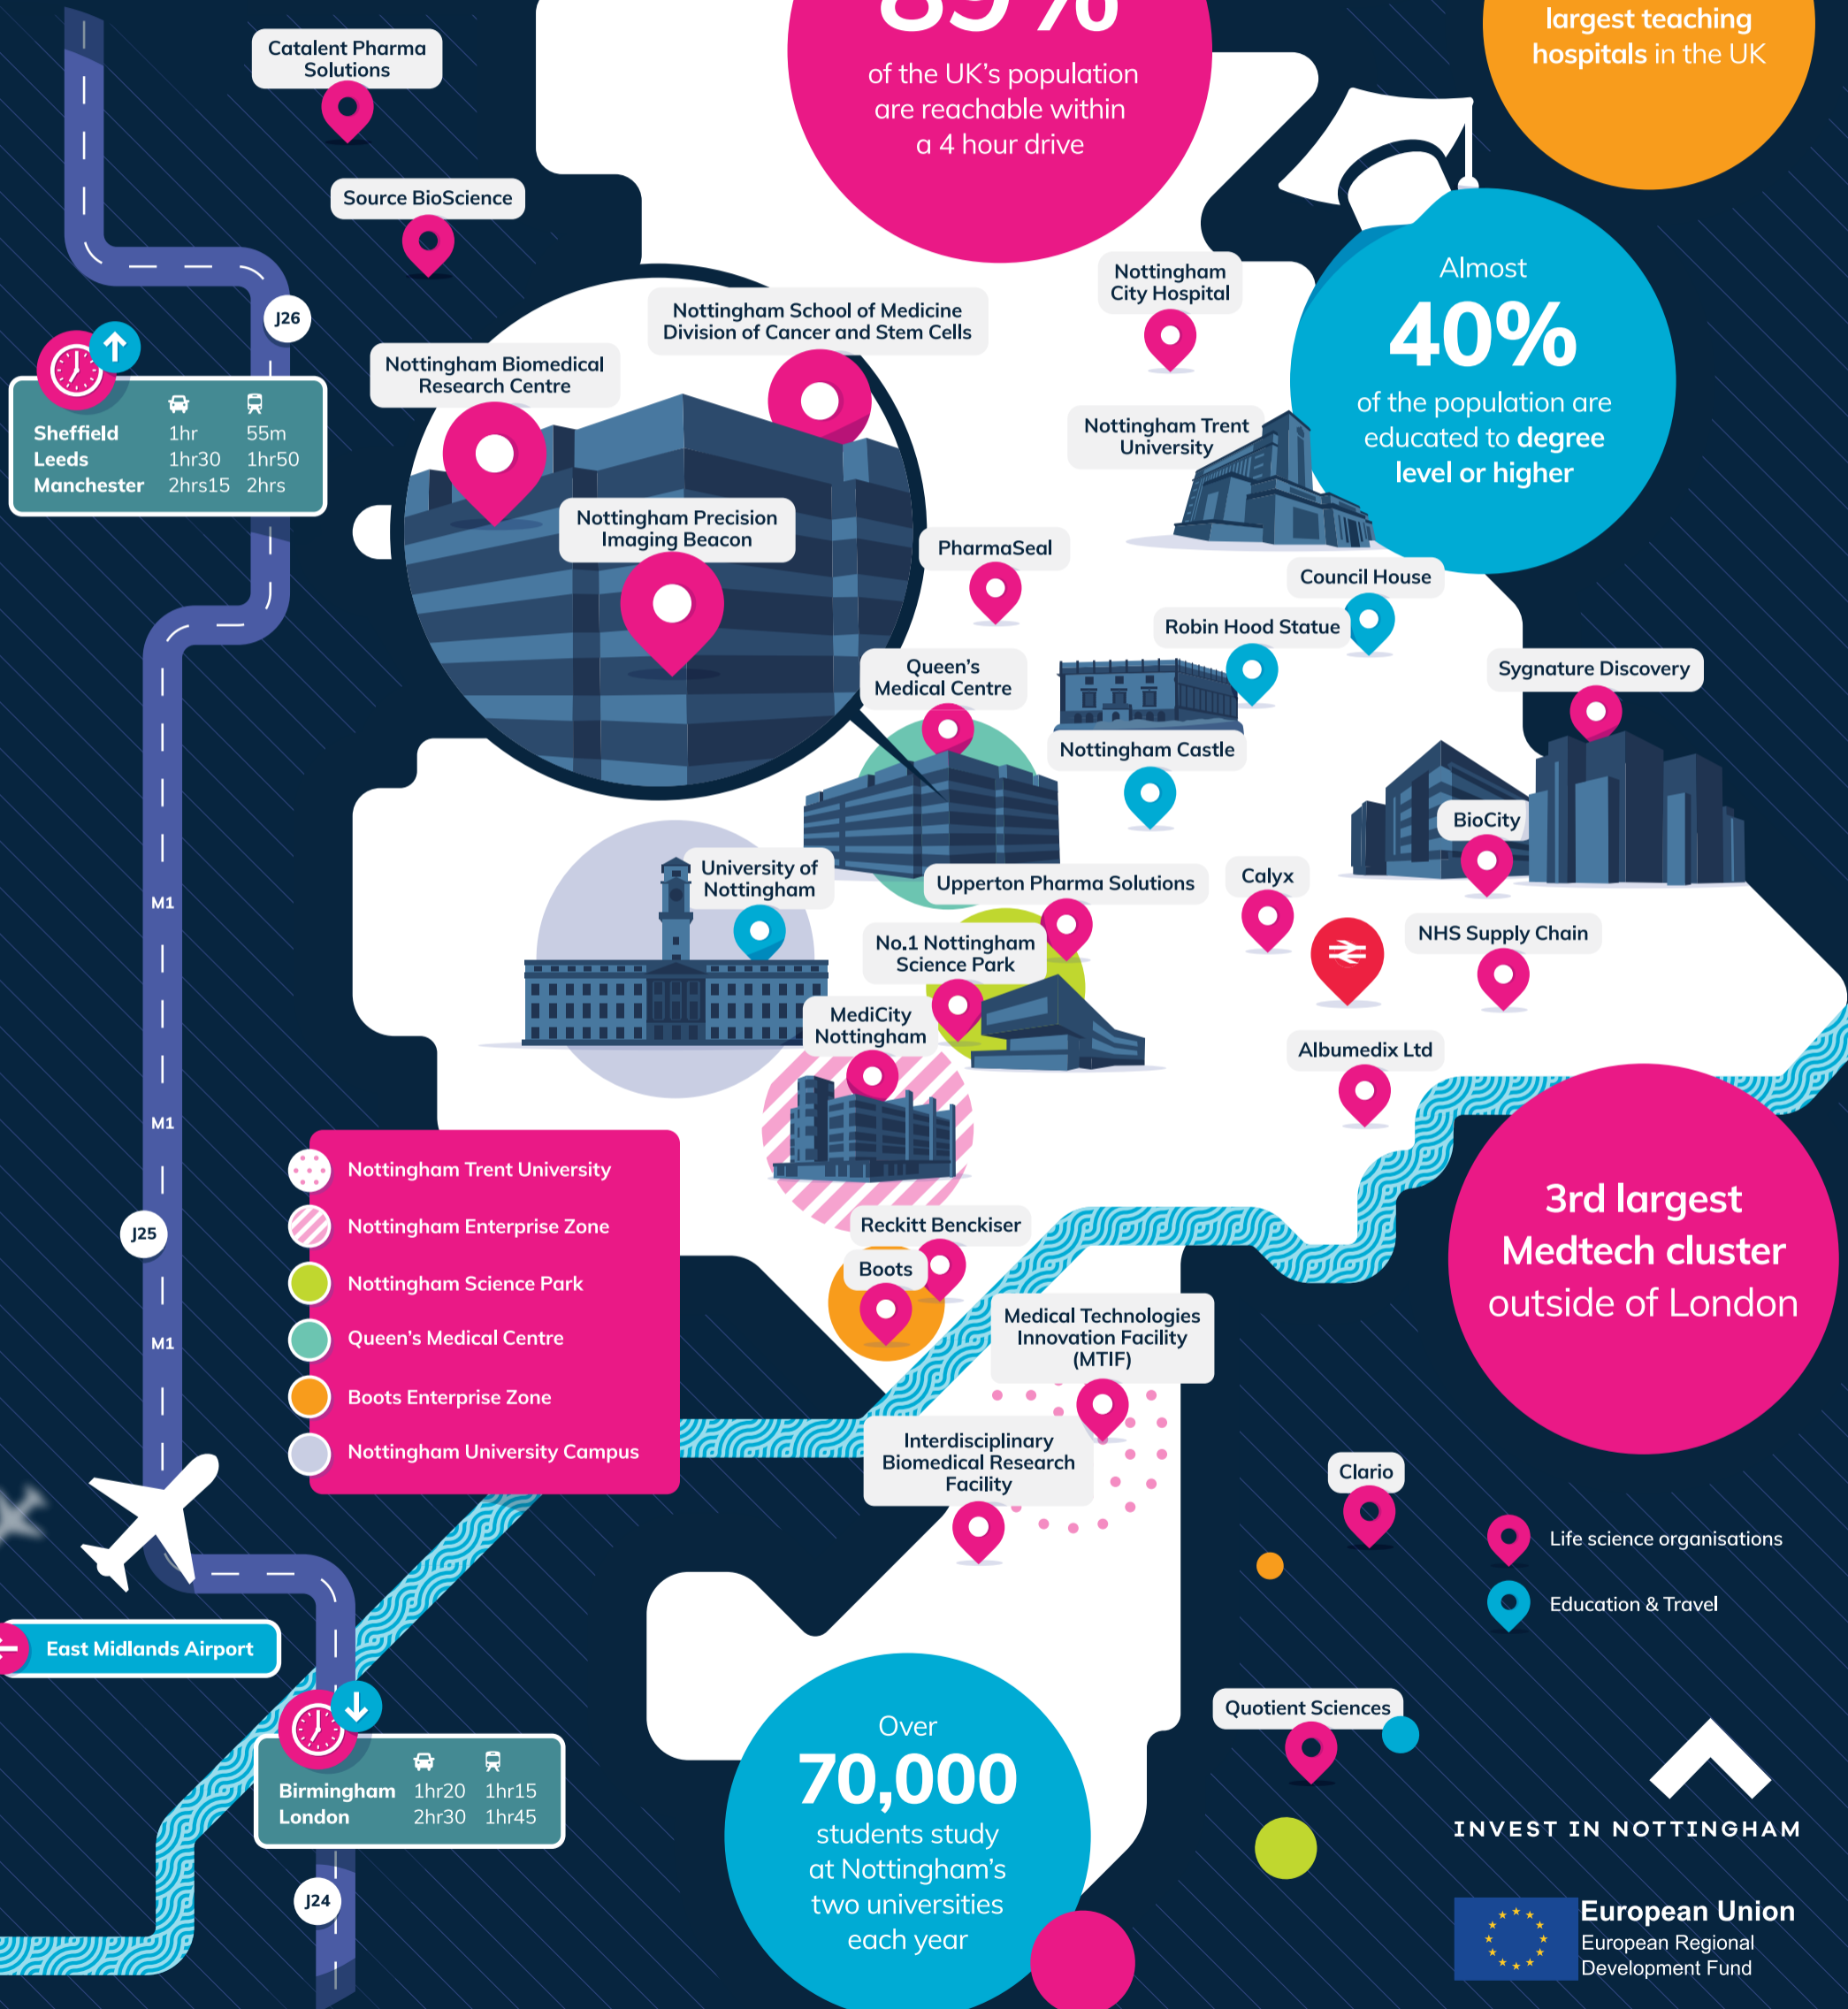 89%
of the UK's population
are reachable within
a 4 hour drive
largest teaching
hospitals in the UK
Catalent Pharma
Solutions
Source BioScience
J26
Sheffield 1hr 55m
Leeds 1hr30 1hr50
Manchester 2hrs15 2hrs
Nottingham School of Medicine
Division of Cancer and Stem Cells
Nottingham Biomedical
Research Centre
Nottingham Precision
Imaging Beacon
Nottingham
City Hospital
Nottingham Trent
University
Almost
40%
of the population are
educated to degree
level or higher
PharmaSeal
Council House
Robin Hood Statue
Queen's
Medical Centre
Nottingham Castle
Sygnature Discovery
BioCity
University of
Nottingham
Upperton Pharma Solutions
Calyx
No.1 Nottingham
Science Park
NHS Supply Chain
MediCity
Nottingham
Albumedix Ltd
M1
M1
J25
M1
Nottingham Trent University
Nottingham Enterprise Zone
Nottingham Science Park
Queen's Medical Centre
Boots Enterprise Zone
Nottingham University Campus
Reckitt Benckiser
Boots
Medical Technologies
Innovation Facility
(MTIF)
Interdisciplinary
Biomedical Research
Facility
3rd largest
Medtech cluster
outside of London
Clario
Life science organisations
Education & Travel
East Midlands Airport
Birmingham 1hr20 1hr15
London 2hr30 1hr45
J24
Over
70,000
students study
at Nottingham's
two universities
each year
Quotient Sciences
INVEST IN NOTTINGHAM
European Union
European Regional
Development Fund